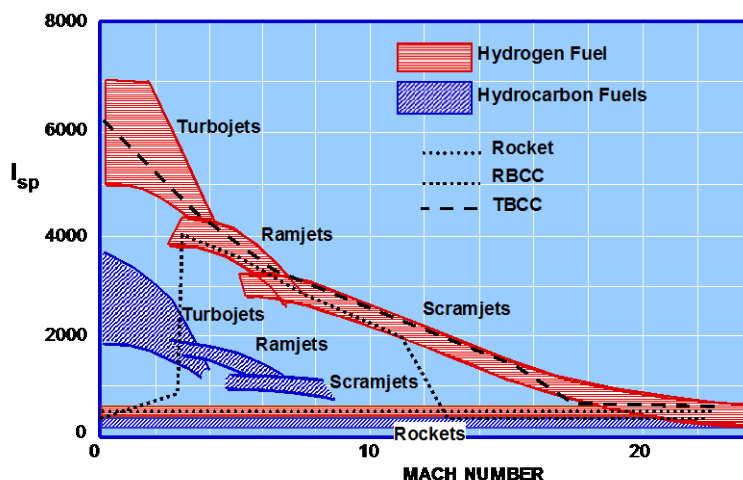 8000
Hydrogen Fuel
Hydrocarbon Fuels
6000
Turbojets
Rocket
RBCC
TBCC
Isp
4000
Ramjets
Turbojets
Scramjets
2000
Ramjets
Scramjets
0
Rockets
0
10
20
MACH NUMBER